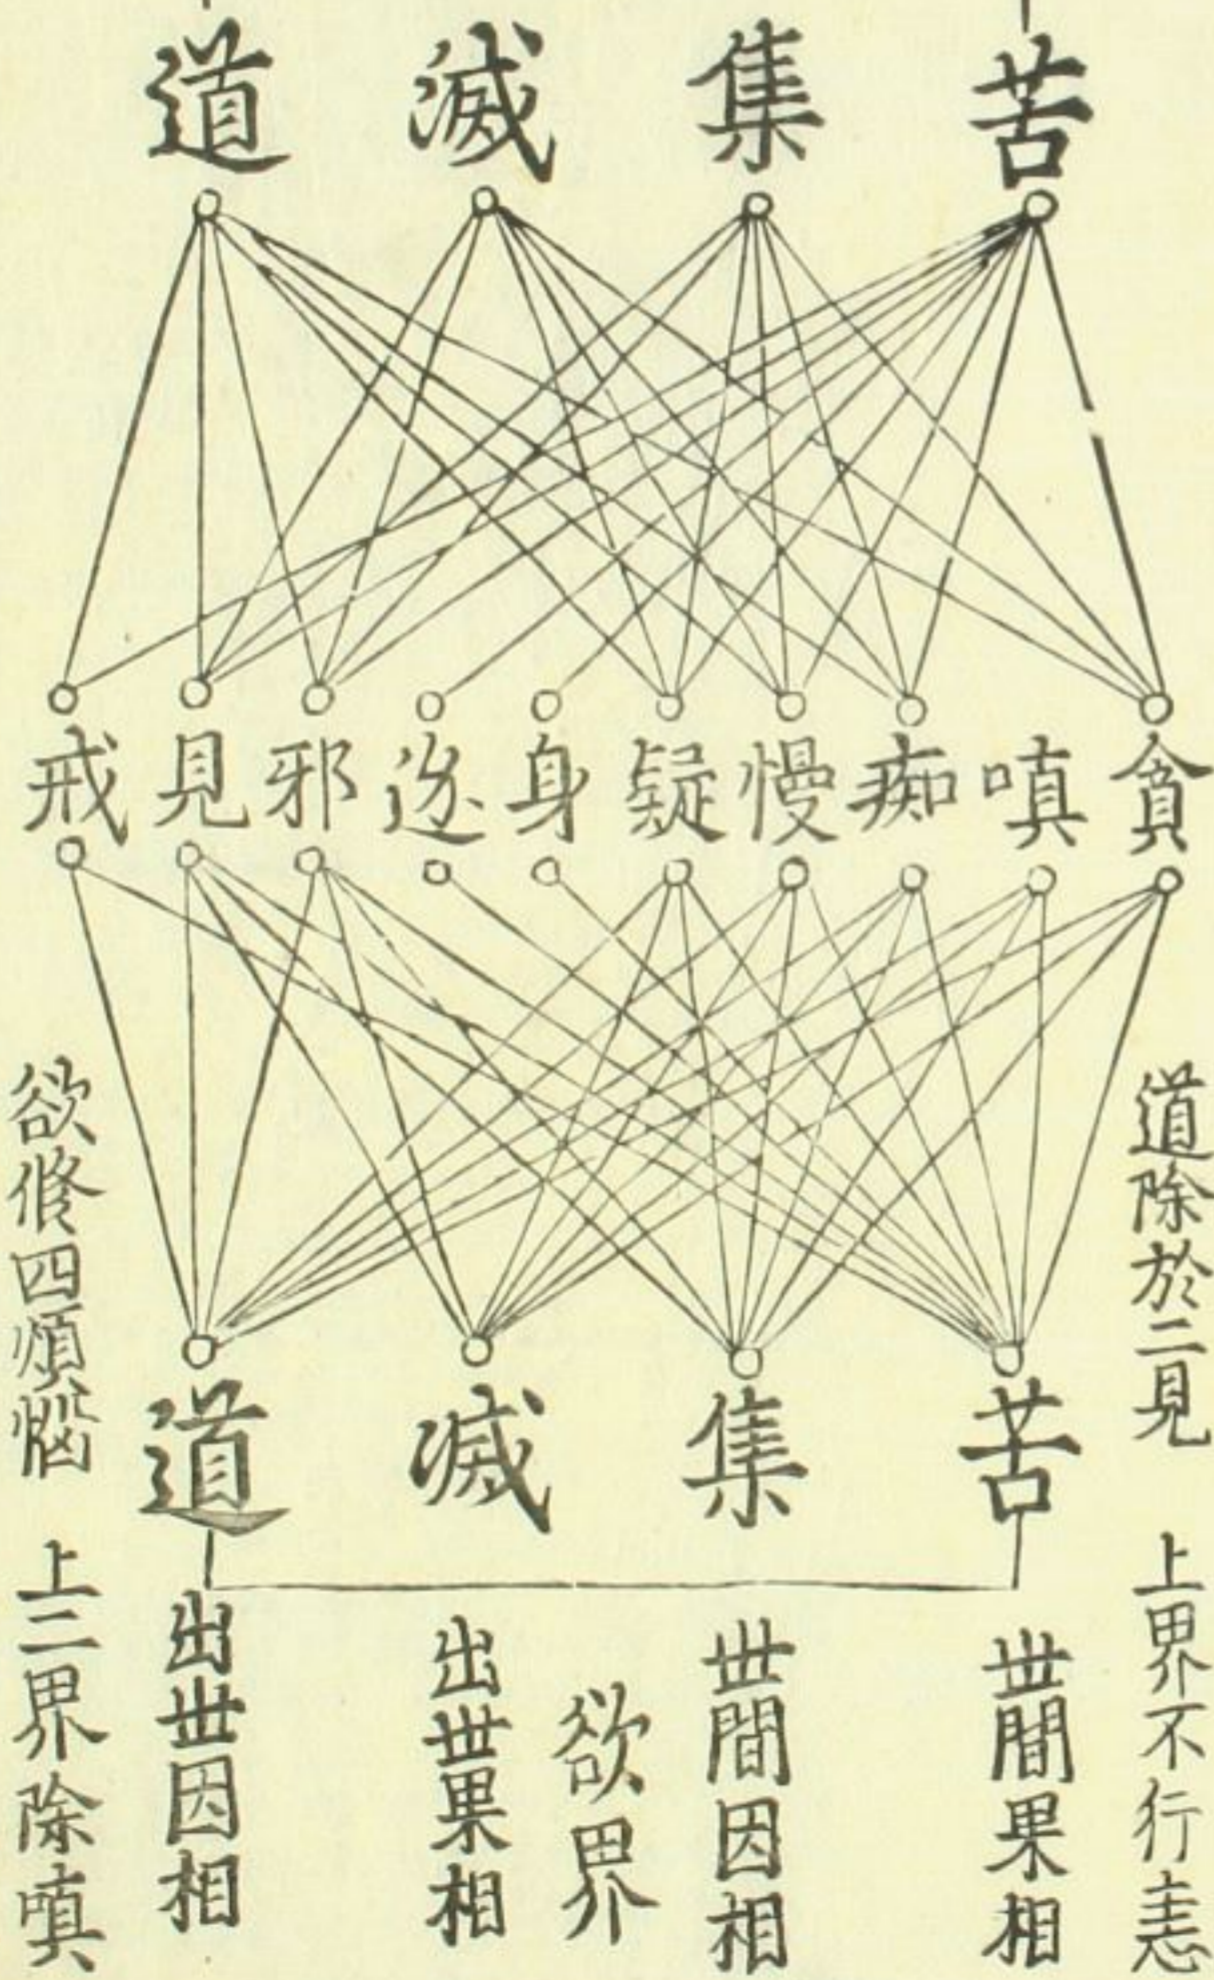 苦 集 滅 道
貪 嗔 痴 慢 疑 身 边 邪 見 戒
道除於二見 上界不行恚
苦 集 滅 道
世間果相
世間因相
欲界
出世果相
出世因相
欲修四煩惱 上二界除嗔